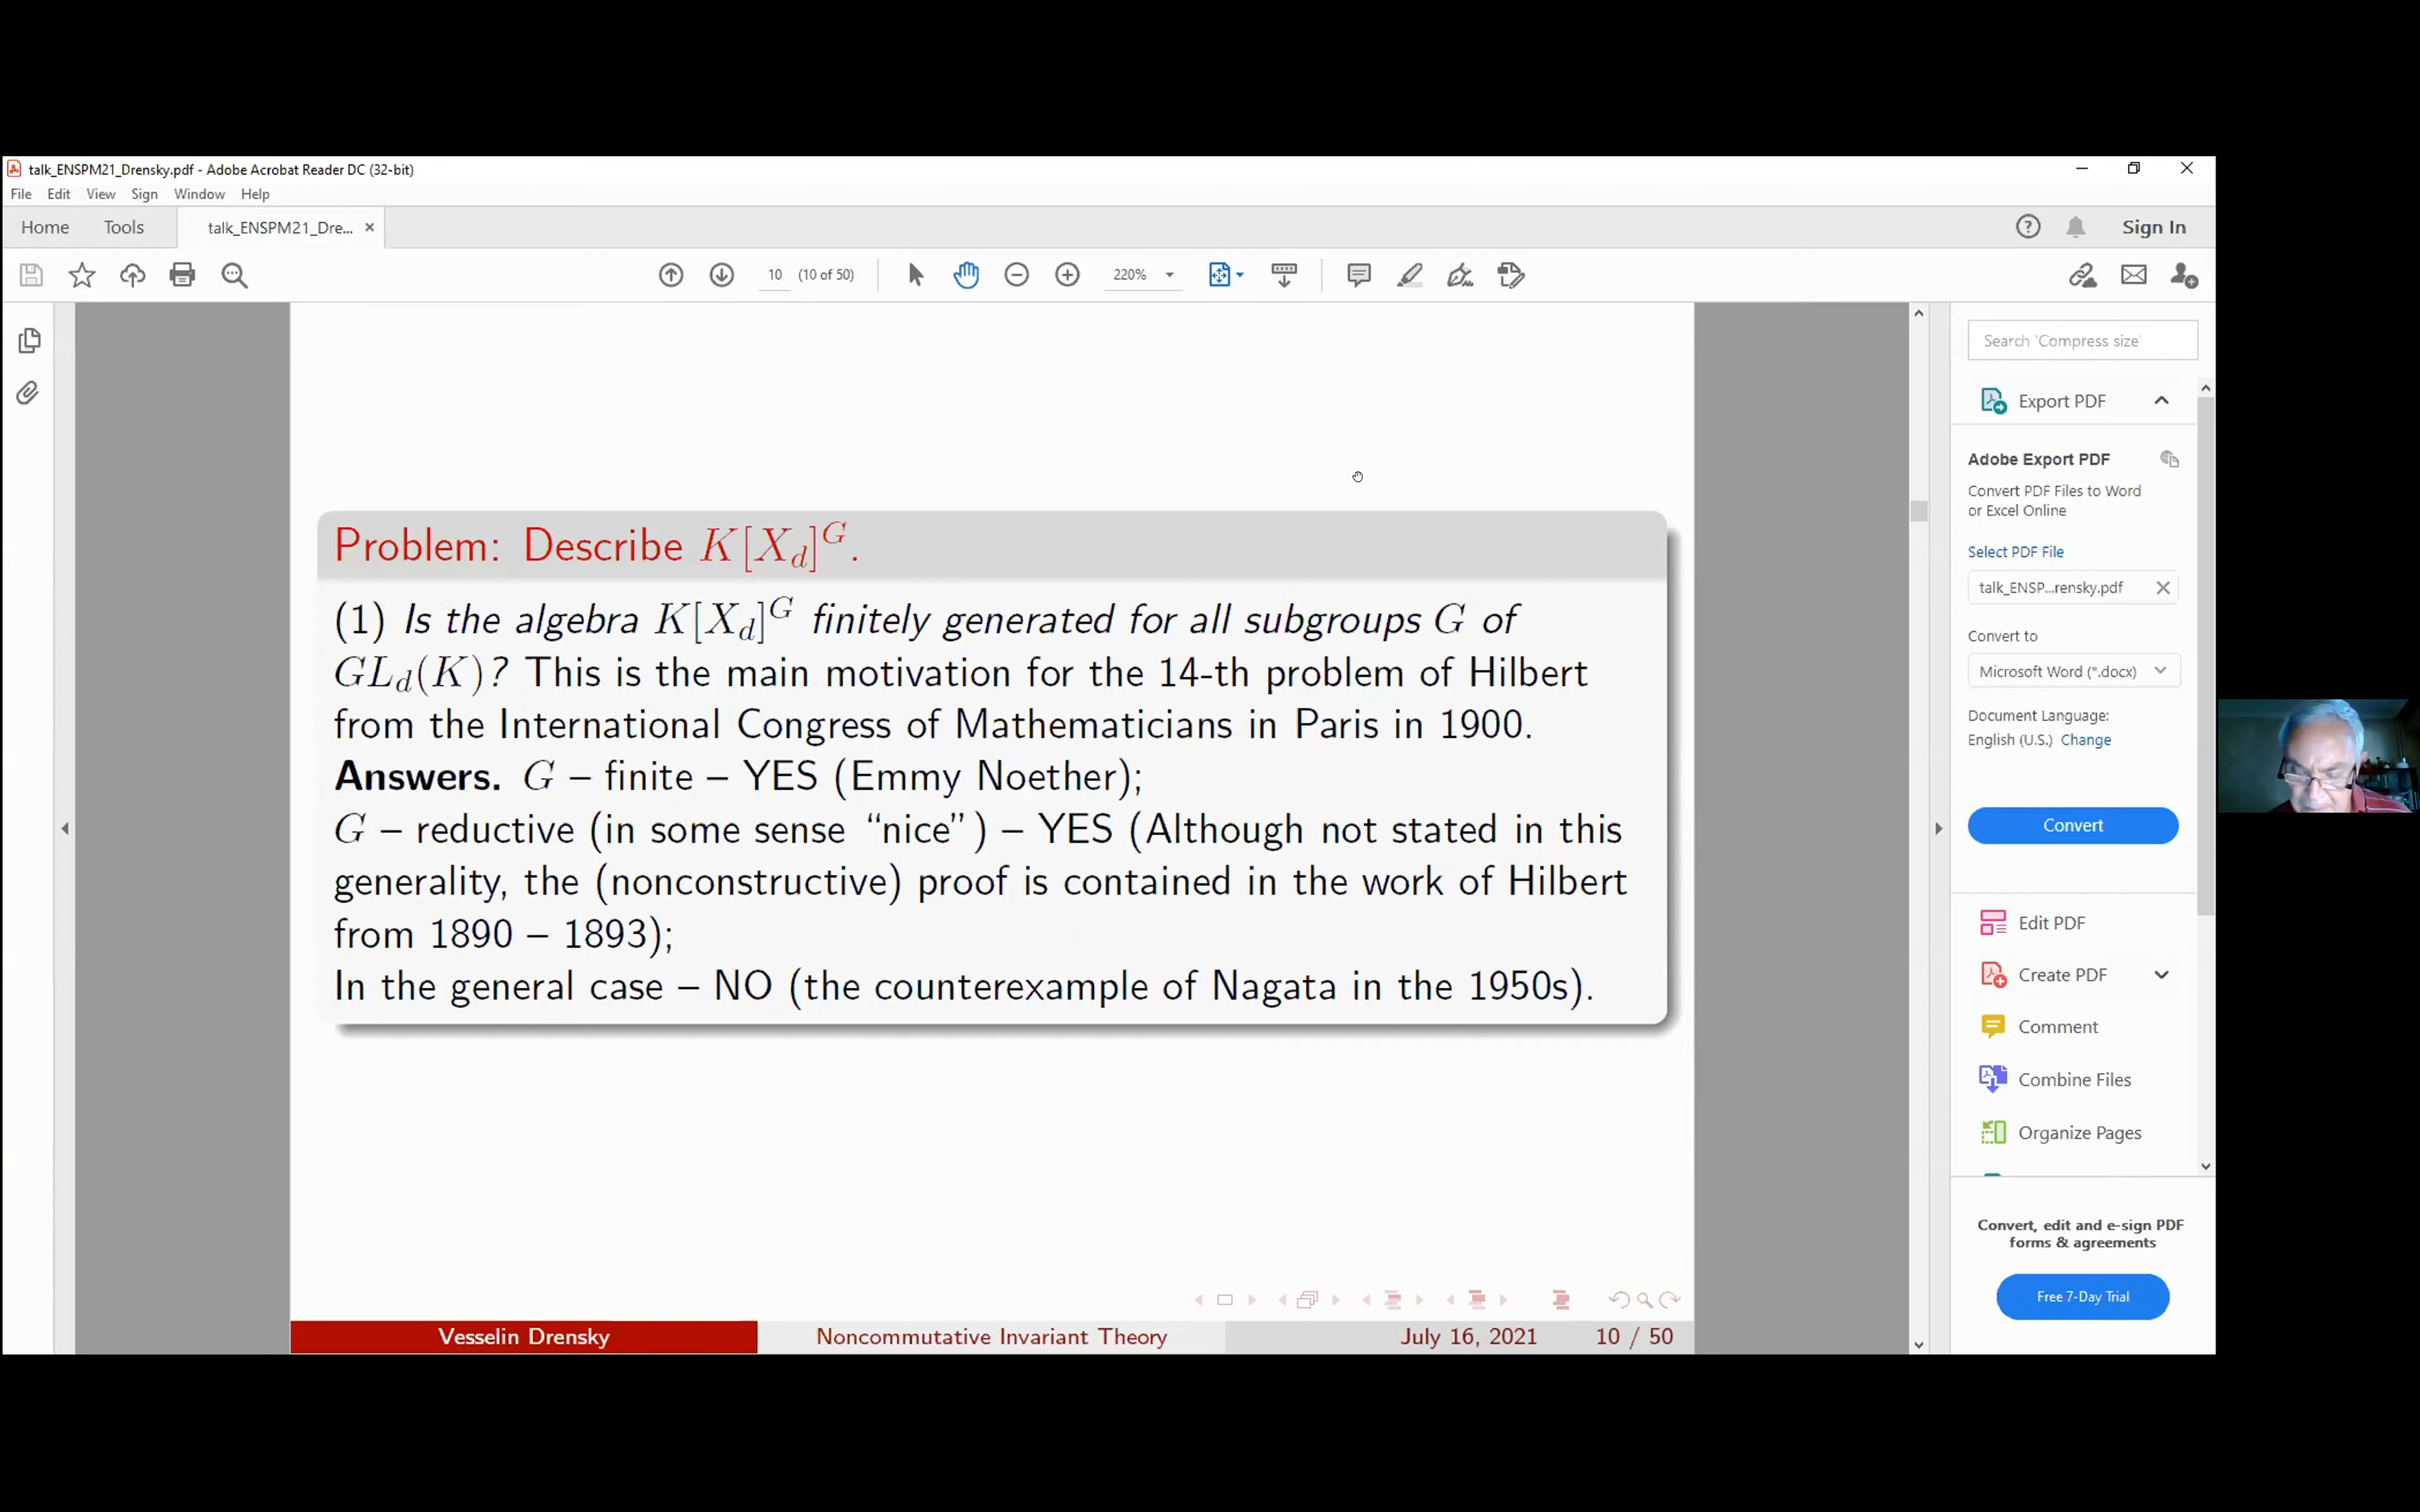 talk_ENSPM21_Drensky.pdf - Adobe Acrobat Reader DC (32-bit)
File Edit View Sign Window Help
Home Tools talk_ENSPM21_Dre... × Sign In
10 (10 of 50) 220%
Search 'Compress size'
Export PDF
Adobe Export PDF
Convert PDF Files to Word
or Excel Online
Select PDF File
talk_ENSP...rensky.pdf
Convert to
Microsoft Word (*.docx)
Document Language:
English (U.S.) Change
Convert
Edit PDF
Create PDF
Comment
Combine Files
Organize Pages
Convert, edit and e-sign PDF
forms & agreements
Free 7-Day Trial
Problem: Describe $K[X_d]^G$.
(1) Is the algebra $K[X_d]^G$ finitely generated for all subgroups $G$ of
$GL_d(K)$? This is the main motivation for the 14-th problem of Hilbert
from the International Congress of Mathematicians in Paris in 1900.
Answers. $G$ – finite – YES (Emmy Noether);
$G$ – reductive (in some sense “nice”) – YES (Although not stated in this
generality, the (nonconstructive) proof is contained in the work of Hilbert
from 1890 – 1893);
In the general case – NO (the counterexample of Nagata in the 1950s).
Vesselin Drensky Noncommutative Invariant Theory July 16, 2021 10 / 50